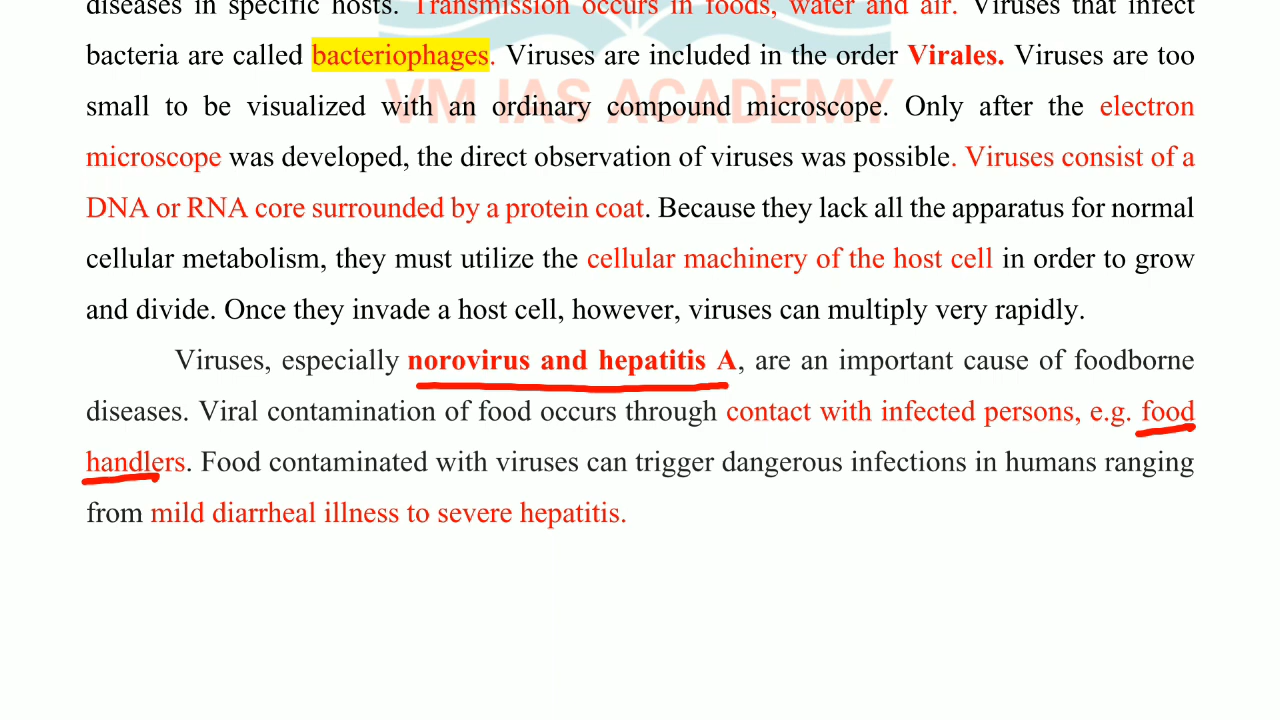 diseases in specific hosts. Transmission occurs in foods, water and air. Viruses that infect
bacteria are called bacteriophages. Viruses are included in the order Virales. Viruses are too
small to be visualized with an ordinary compound microscope. Only after the electron
VM IAS ACADEMY
microscope was developed, the direct observation of viruses was possible. Viruses consist of a
DNA or RNA core surrounded by a protein coat. Because they lack all the apparatus for normal
cellular metabolism, they must utilize the cellular machinery of the host cell in order to grow
and divide. Once they invade a host cell, however, viruses can multiply very rapidly.
Viruses, especially norovirus and hepatitis A, are an important cause of foodborne
diseases. Viral contamination of food occurs through contact with infected persons, e.g. food
handlers. Food contaminated with viruses can trigger dangerous infections in humans ranging
from mild diarrheal illness to severe hepatitis.